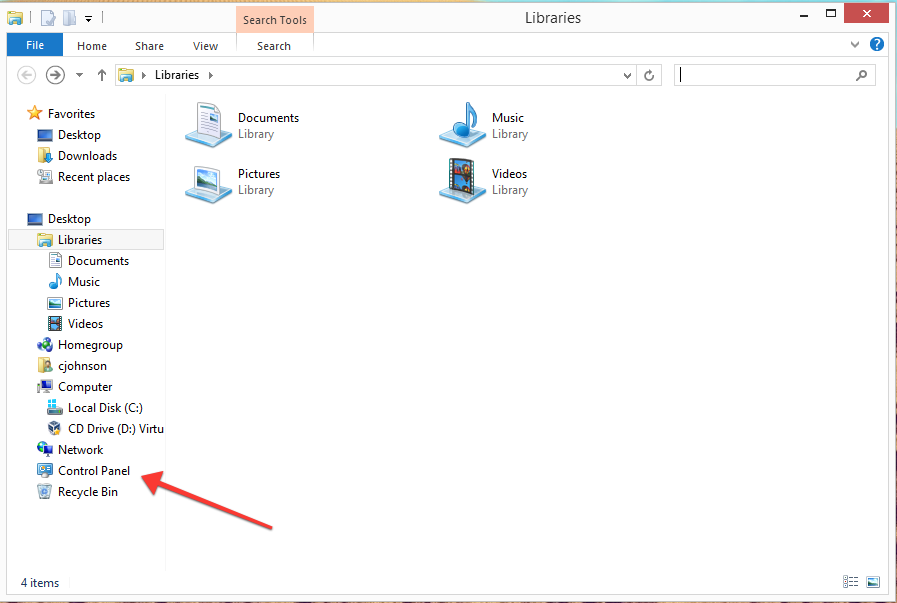 Search Tools
Libraries
File
Home
Share
View
Search
Libraries
Favorites
Desktop
Downloads
Recent places
Desktop
Libraries
Documents
Music
Pictures
Videos
Homegroup
cjohnson
Computer
Local Disk (C:)
CD Drive (D:) Virtu
Network
Control Panel
Recycle Bin
Documents
Library
Music
Library
Pictures
Library
Videos
Library
4 items